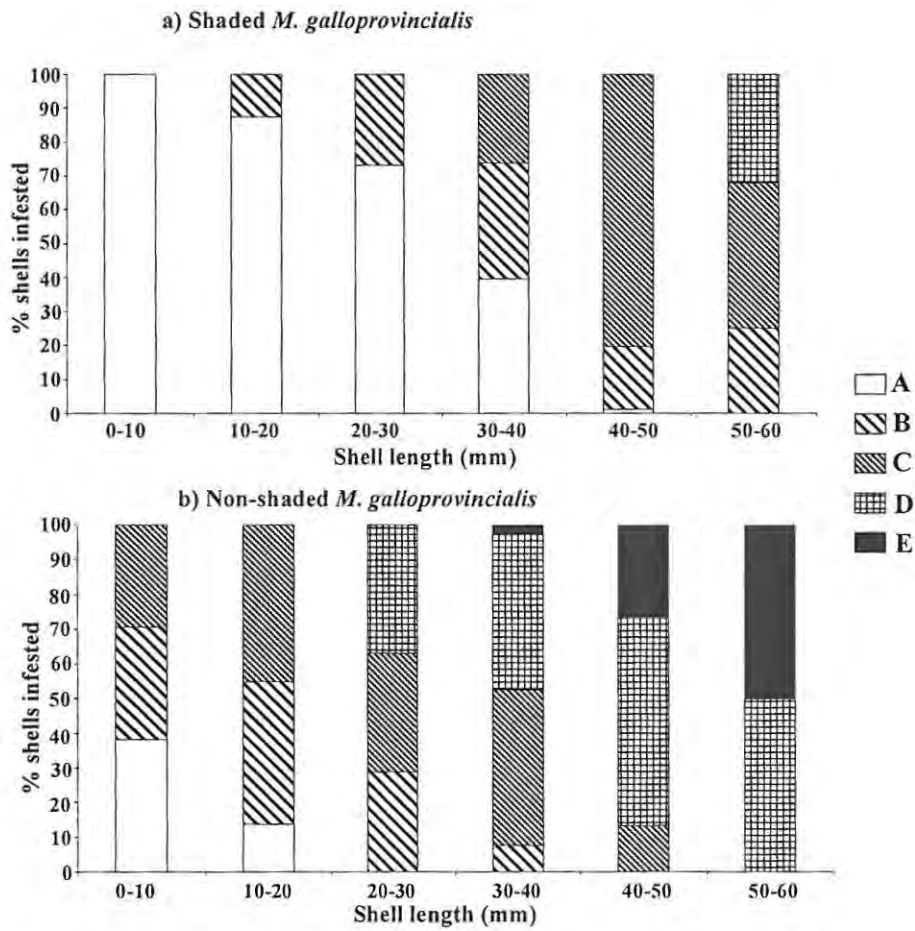 a) Shaded M. galloprovincialis
100
90
80
70
60
50
40
30
20
10
0
% shells infested
0-10 10-20 20-30 30-40 40-50 50-60
Shell length (mm)
A
B
C
D
E
b) Non-shaded M. galloprovincialis
100
90
80
70
60
50
40
30
20
10
0
% shells infested
0-10 10-20 20-30 30-40 40-50 50-60
Shell length (mm)